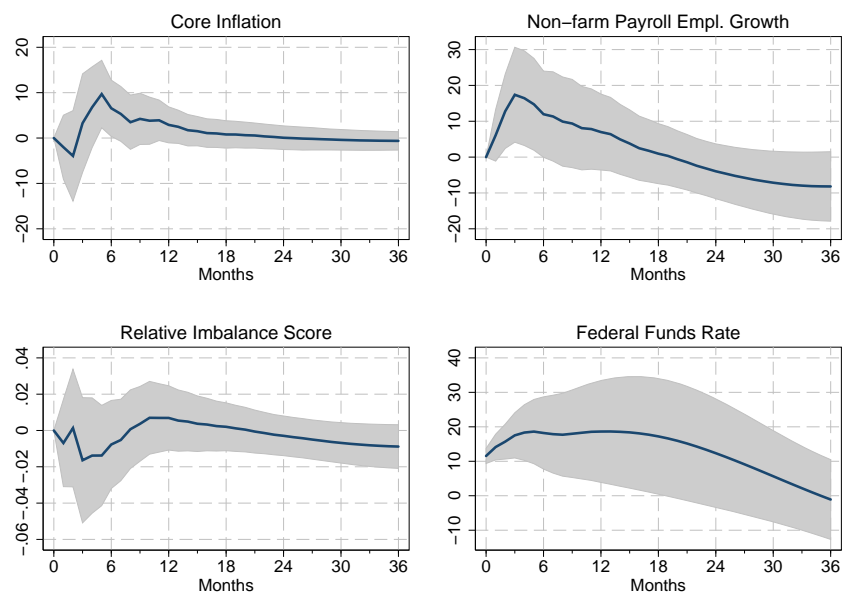 Core Inflation
20
10
0
−10
−20
0 6 12 18 24 30 36
Months
Non−farm Payroll Empl. Growth
30
20
10
0
−10
−20
0 6 12 18 24 30 36
Months
Relative Imbalance Score
.04
.02
0
−.02
−.04
−.06
0 6 12 18 24 30 36
Months
Federal Funds Rate
40
30
20
10
0
−10
0 6 12 18 24 30 36
Months